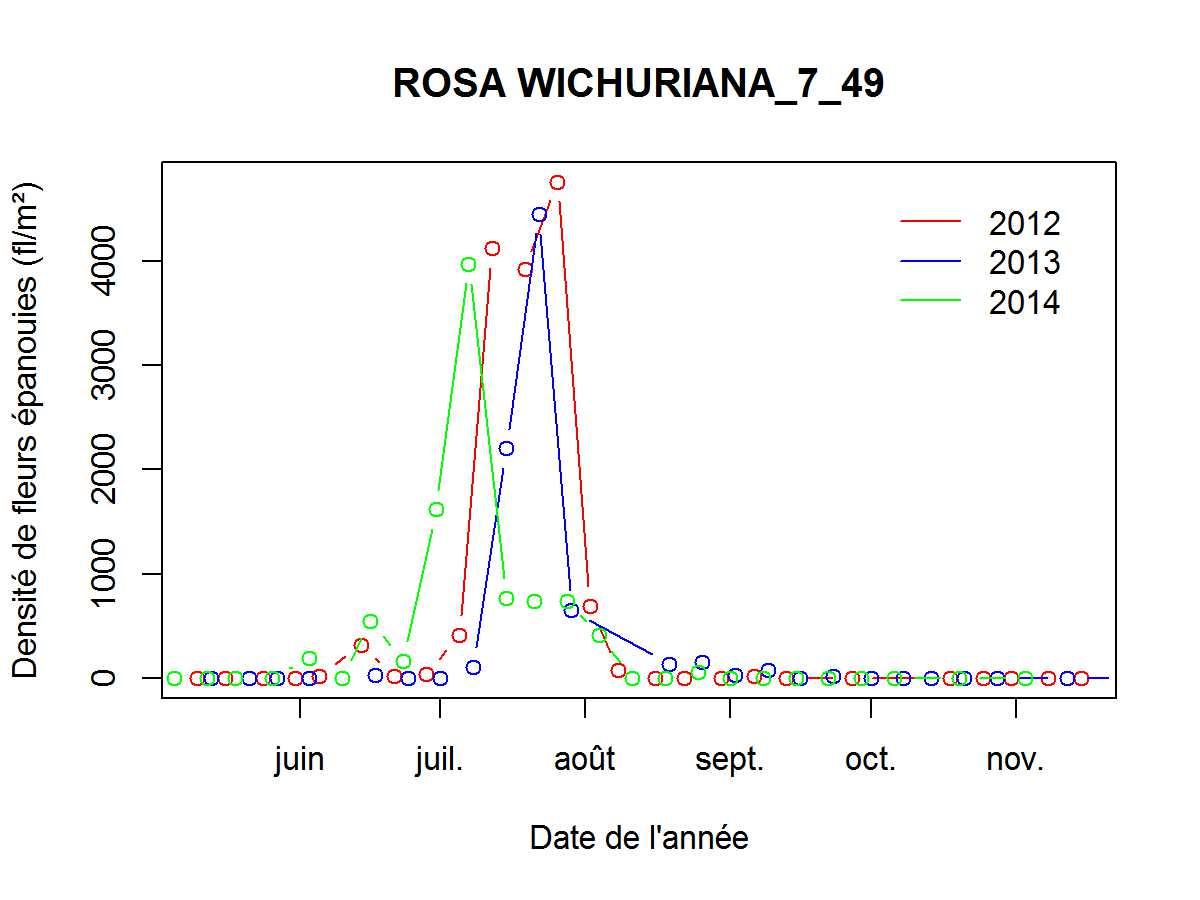 ROSA WICHURIANA_7_49
Densité de fleurs épanouies (fl/m²)
4000
3000
2000
1000
0
2012
2013
2014
juin juil. août sept. oct. nov.
Date de l'année